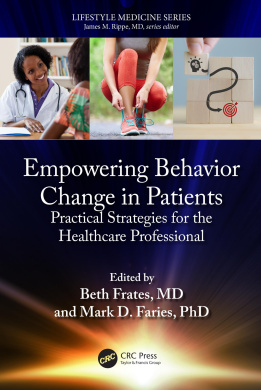 LIFESTYLE MEDICINE SERIES
James M. Rippe, MD, series editor
Empowering Behavior
Change in Patients
Practical Strategies for the
Healthcare Professional
Edited by
Beth Frates, MD
and Mark D. Faries, PhD
CRC
CRC Press
Taylor & Francis Group